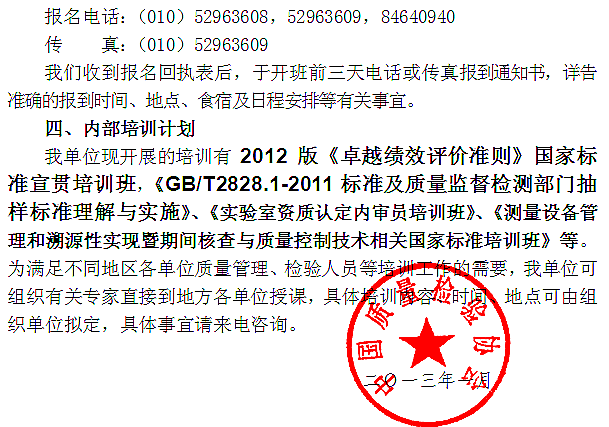 报名电话：（010）52963608，52963609，84640940
传　　真：（010）52963609
我们收到报名回执表后，于开班前三天电话或传真报到通知书，详告
准确的报到时间、地点、食宿及日程安排等有关事宜。
四、内部培训计划
我单位现开展的培训有 2012 版《卓越绩效评价准则》国家标
准宣贯培训班，《GB/T2828.1-2011 标准及质量监督检测部门抽
样标准理解与实施》、《实验室资质认定内审员培训班》、《测量设备管
理和溯源性实现暨期间核查与质量控制技术相关国家标准培训班》等。
为满足不同地区各单位质量管理、检验人员等培训工作的需要，我单位可
组织有关专家直接到地方各单位授课，具体培训内容、时间、地点可由组
织单位拟定，具体事宜请来电咨询。
中国质量检验协会
二〇一三年一月